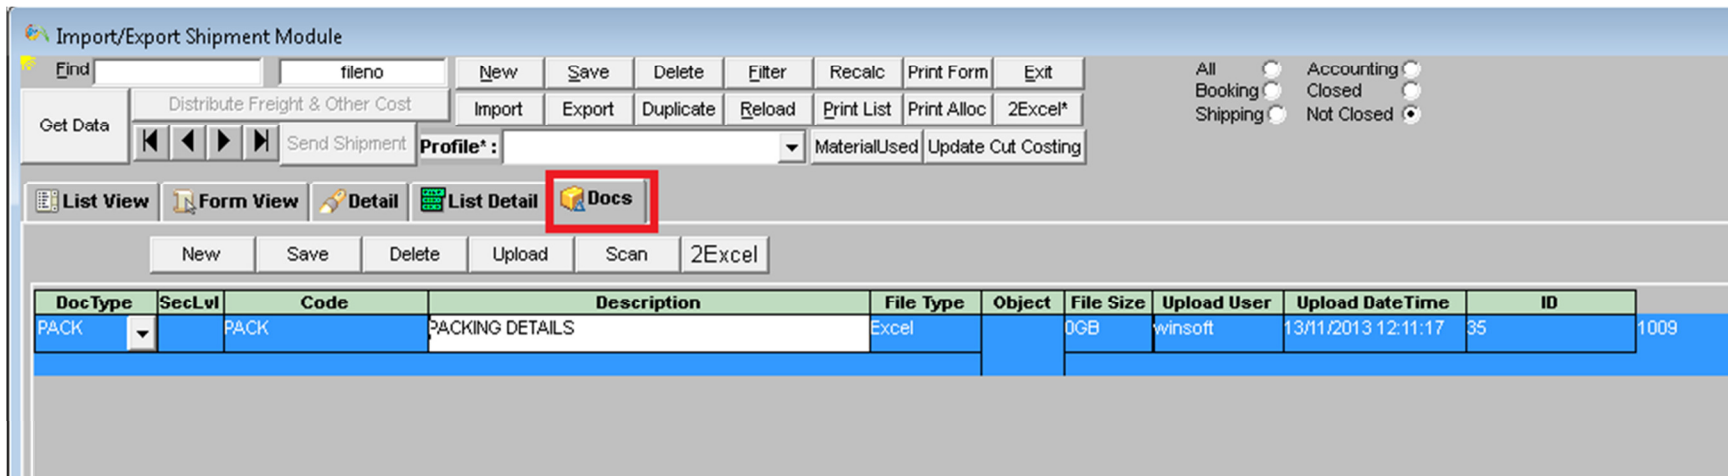 Import/Export Shipment Module
Find fileno New Save Delete Filter Recalc Print Form Exit All Accounting
Booking Closed
Get Data Distribute Freight & Other Cost Import Export Duplicate Reload Print List Print Alloc 2Excel* Shipping Not Closed
Send Shipment Profile* : MaterialUsed Update Cut Costing
List View Form View Detail List Detail Docs
New Save Delete Upload Scan 2Excel
DocType SecLvl Code Description File Type Object File Size Upload User Upload DateTime ID
PACK PACK PACKING DETAILS Excel 0GB winsoft 13/11/2013 12:11:17 35 1009